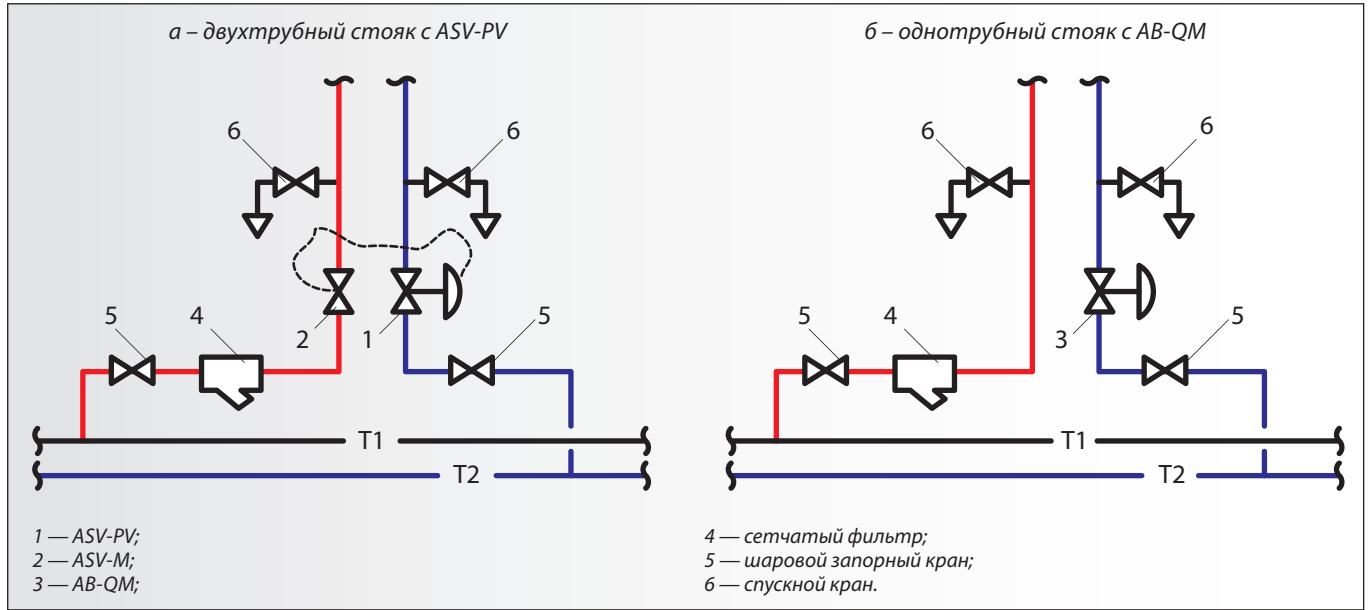 а – двухтрубный стояк с ASV-PV
б – однотрубный стояк с AB-QM
6
6
6
6
5
4
2
1
5
5
4
3
5
T1
T1
T2
T2
1 — ASV-PV;
2 — ASV-M;
3 — AB-QM;
4 — сетчатый фильтр;
5 — шаровой запорный кран;
6 — спускной кран.